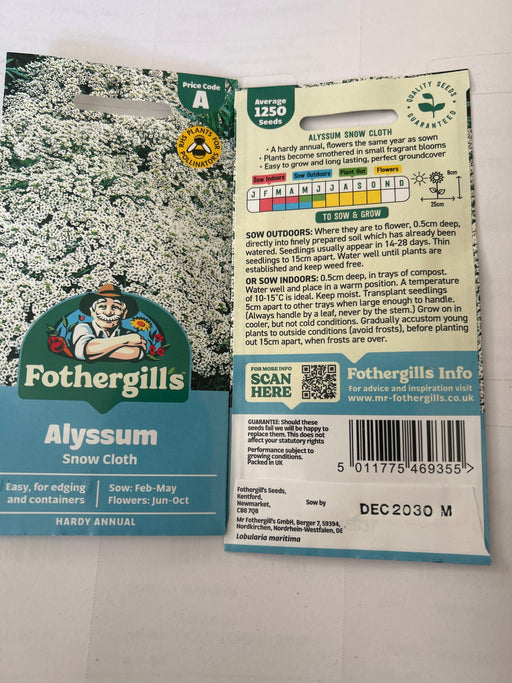 Price Code
A
RHS PLANTS FOR POLLINATORS
Fothergill's
Alyssum
Snow Cloth
Easy, for edging
and containers
Sow: Feb-May
Flowers: Jun-Oct
HARDY ANNUAL
Average
1250
Seeds
QUALITY SEEDS
GUARANTEED
ALYSSUM SNOW CLOTH
• A hardy annual, flowers the same year as sown
• Plants become smothered in small fragrant blooms
• Easy to grow and long lasting, perfect groundcover
Sow Indoors Sow Outdoors Plant Out Flowers
J F M A M J J A S O N D
TO SOW & GROW
8cm
25cm
SOW OUTDOORS: Where they are to flower, 0.5cm deep,
directly into finely prepared soil which has already been
watered. Seedlings usually appear in 14-28 days. Thin
seedlings to 15cm apart. Water well until plants are
established and keep weed free.
OR SOW INDOORS: 0.5cm deep, in trays of compost.
Water well and place in a warm position. A temperature
of 10-15°C is ideal. Keep moist. Transplant seedlings
5cm apart to other trays when large enough to handle.
(Always handle by a leaf, never by the stem.) Grow on in
cooler, but not cold conditions. Gradually accustom young
plants to outside conditions (avoid frosts), before planting
out 15cm apart, when frosts are over.
FOR MORE INFO
SCAN
HERE
Fothergills Info
For advice and inspiration visit
www.mr-fothergills.co.uk
GUARANTEE: Should these
seeds fail we will be happy to
replace them. This does not
affect your statutory rights
Performance subject to
growing conditions.
Packed in UK
5 011775 469355 >
Fothergill's Seeds,
Kentford,
Newmarket,
CB8 7QB
Sow by
DEC2030 M
Mr Fothergill's GmbH, Berger 7, 59394,
Nordkirchen, Nordrhein-Westfalen, DE
Lobularia maritima